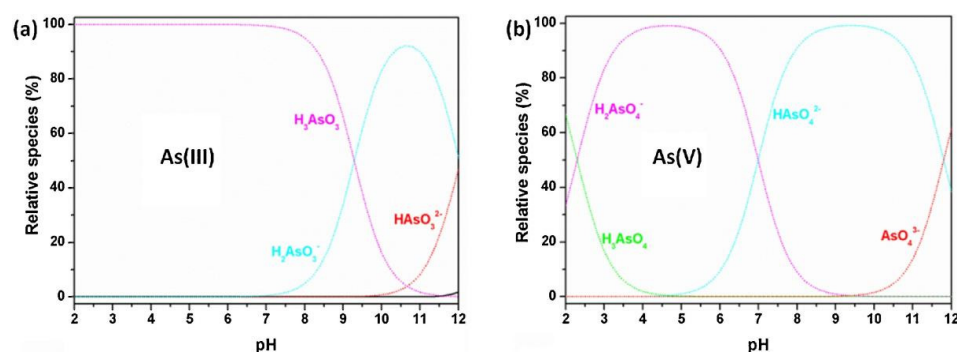 (a)
Relative species (%)
100
80
60
40
20
0
As(III)
H₃AsO₃
H₂AsO₃⁻
HAsO₃²⁻
2 3 4 5 6 7 8 9 10 11 12
pH
(b)
Relative species (%)
100
80
60
40
20
0
H₂AsO₄⁻
HAsO₄²⁻
As(V)
H₃AsO₄
AsO₄³⁻
2 3 4 5 6 7 8 9 10 11 12
pH